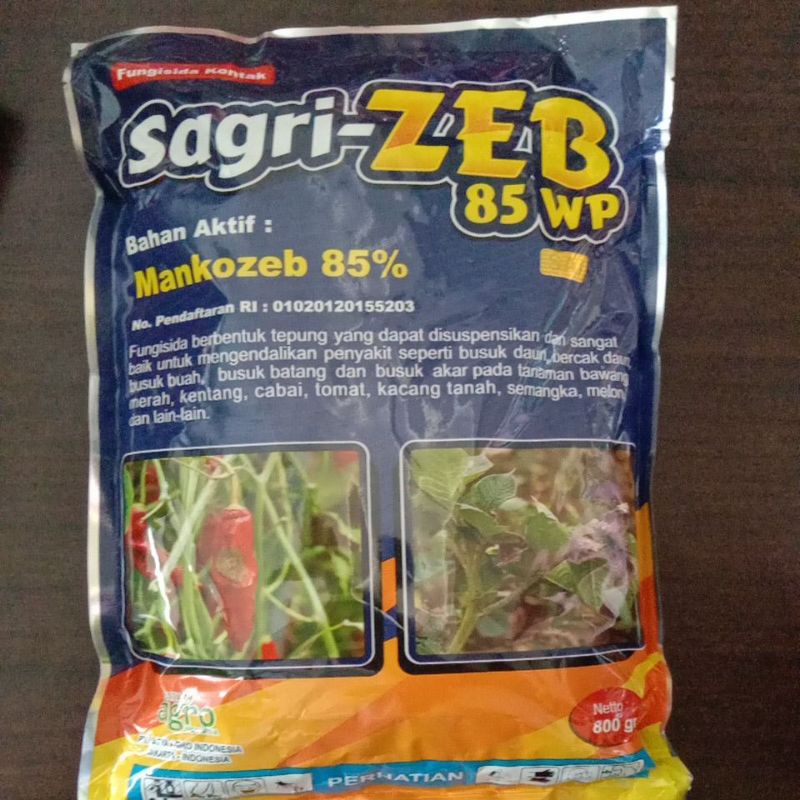 Fungisida Kontak
sagri-ZEB
85 WP
Bahan Aktif :
Mankozeb 85%
No. Pendaftaran RI : 01020120155203
Fungisida berbentuk tepung yang dapat disuspensikan dan sangat
baik untuk mengendalikan penyakit seperti busuk daun, bercak daun
busuk buah, busuk batang dan busuk akar pada tanaman bawang
merah, kentang, cabai, tomat, kacang tanah, semangka, melon,
dan lain-lain.
agro
AGRO INDONESIA
INDONESIA
Netto
800 gr
PERHATIAN